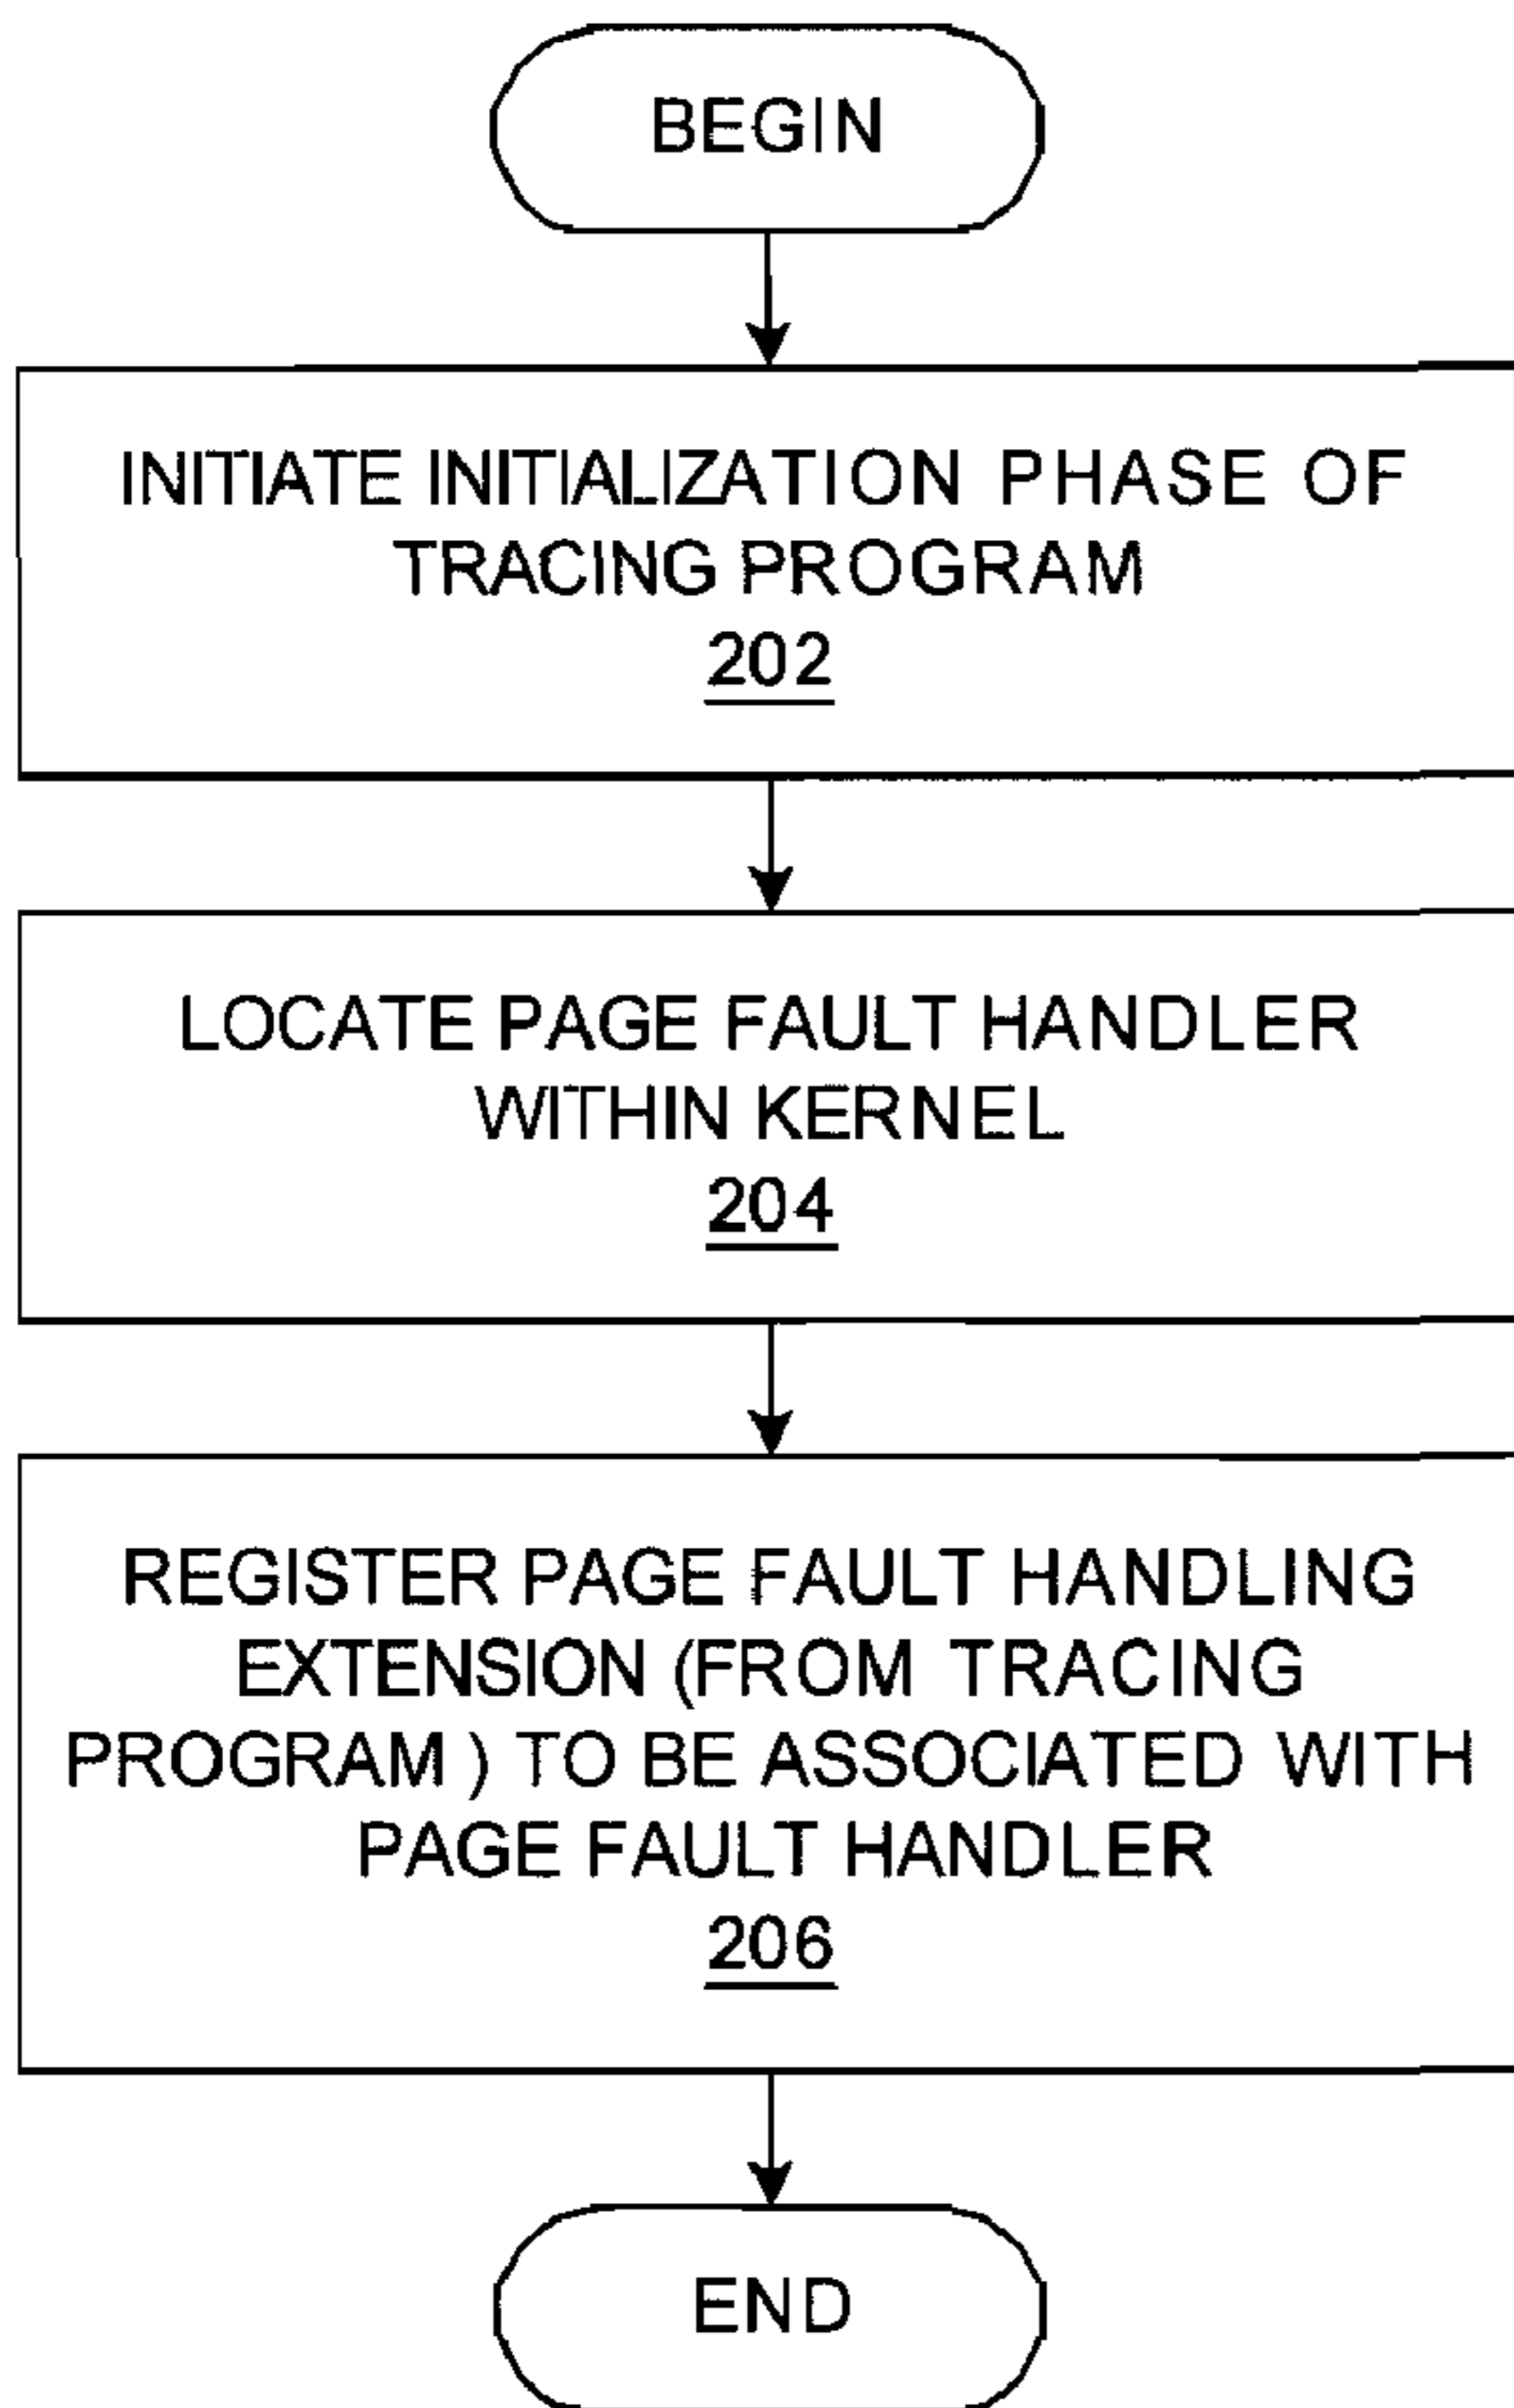 BEGIN
INITIATE INITIALIZATION PHASE OF
TRACING PROGRAM
202
LOCATE PAGE FAULT HANDLER
WITHIN KERNEL
204
REGISTER PAGE FAULT HANDLING
EXTENSION (FROM TRACING
PROGRAM) TO BE ASSOCIATED WITH
PAGE FAULT HANDLER
206
END